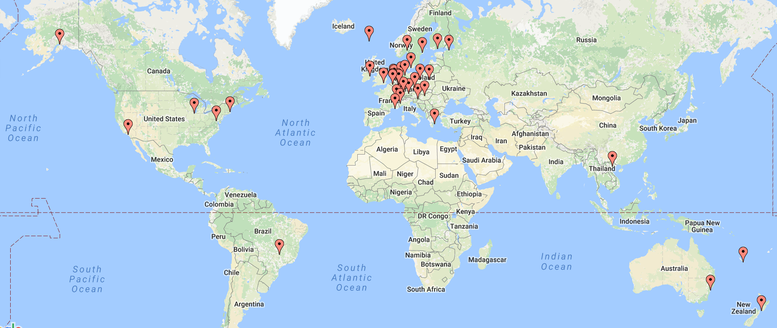 Iceland
Finland
Sweden
Norway
Russia
Canada
United
Kingdom
Ukraine
Kazakhstan
Mongolia
North
Pacific
Ocean
United States
North
Atlantic
Ocean
Spain
Italy
Turkey
China
Japan
South Korea
Afghanistan
Iraq
Iran
Pakistan
Mexico
Algeria
Libya
Egypt
Saudi Arabia
India
Thailand
Mali
Niger
Chad
Sudan
Nigeria
Ethiopia
Venezuela
Colombia
DR Congo
Kenya
Tanzania
Indonesia
Papua New
Guinea
Brazil
Peru
Bolivia
Angola
Namibia
Botswana
Madagascar
Indian
Ocean
Australia
South
Pacific
Ocean
South
Atlantic
Ocean
Chile
South Africa
Argentina
New
Zealand